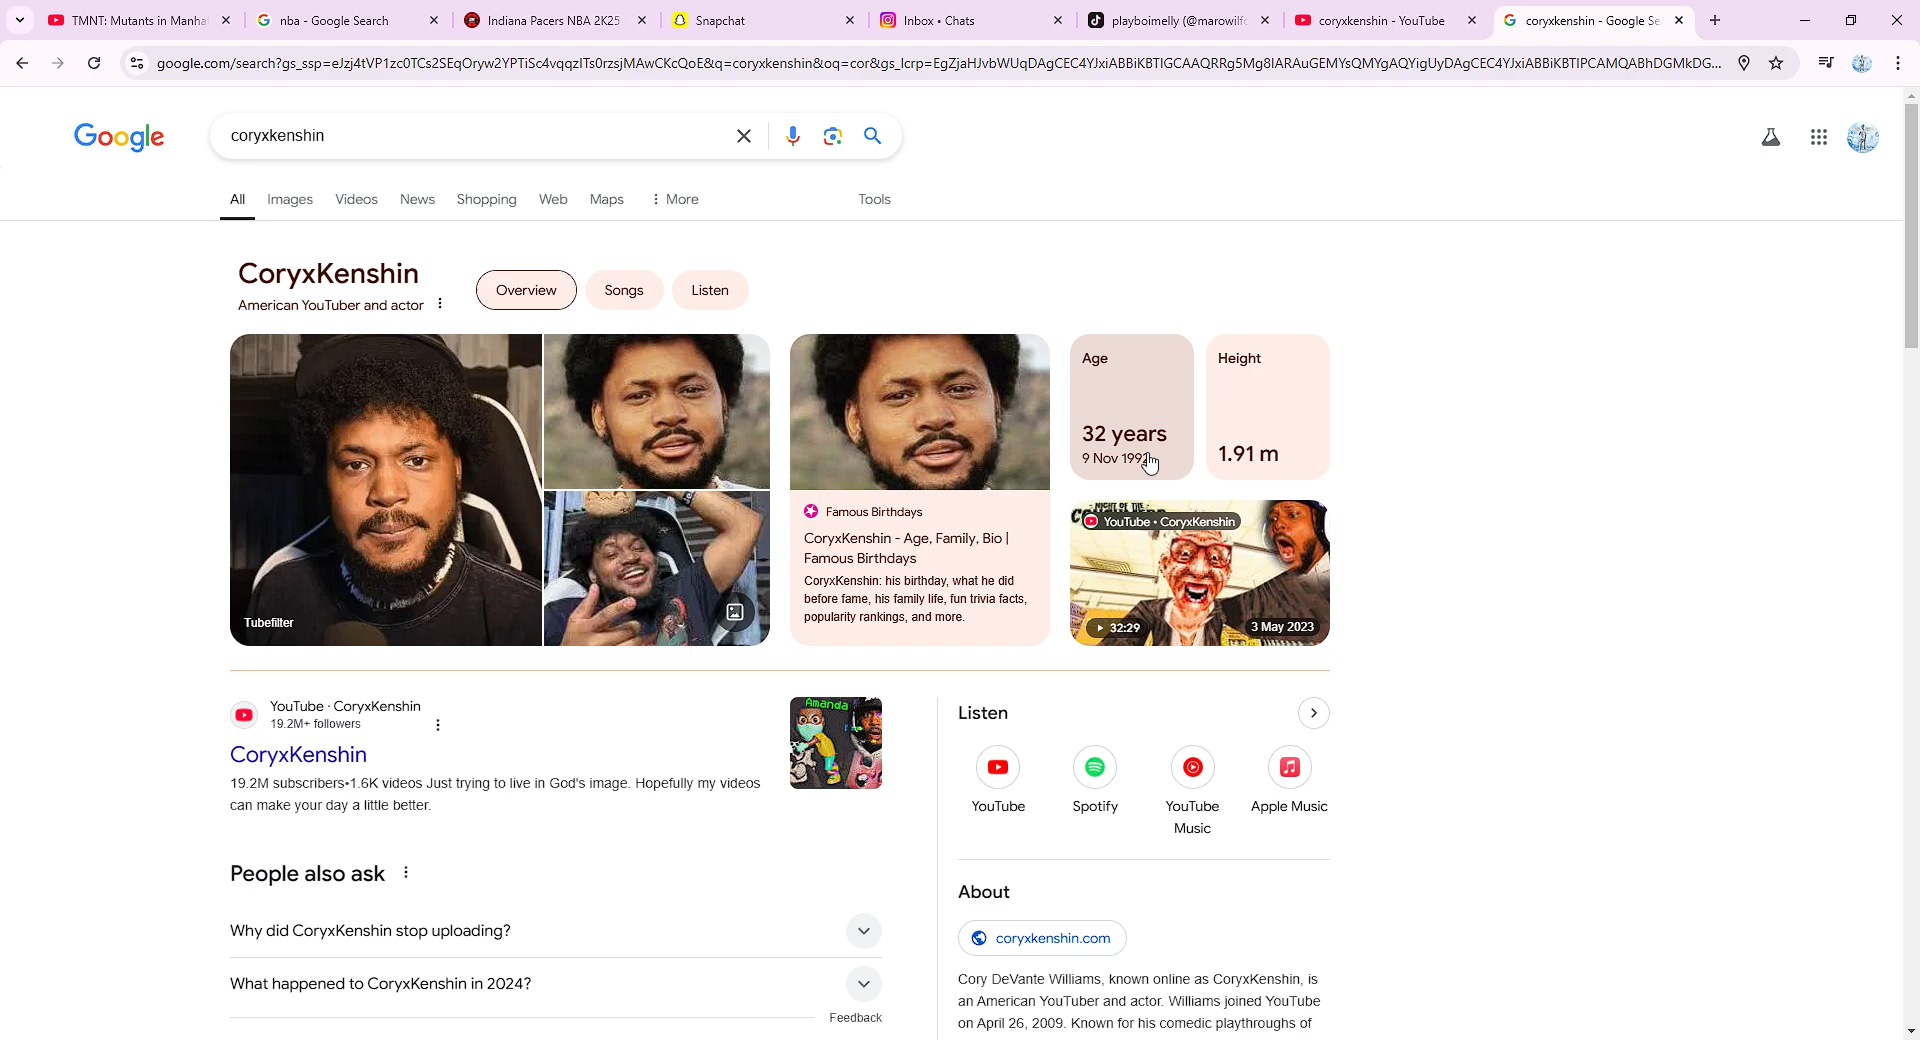 TMNT: Mutants in Manha
nba - Google Search
Indiana Pacers NBA 2K25
Snapchat
Inbox • Chats
playboimelly (@marowilfo
coryxkenshin - YouTube
coryxkenshin - Google Se
google.com/search?gs_ssp=eJzj4tVP1zc0TCs2SEqOryw2YPTiSc4vqqzITs0rzsjMAwCKcQoE&q=coryxkenshin&oq=cor&gs_lcrp=EgZjaHJvbWUqDAgCEC4YJxiABBiKBTIGCAAQRRg5Mg8IARAuGEMYsQMYgAQYigUyDAgCEC4YJxiABBiKBTIPCAMQABhDGMkDG...
Google
coryxkenshin
All
Images
Videos
News
Shopping
Web
Maps
More
Tools
CoryxKenshin
American YouTuber and actor
Overview
Songs
Listen
Tubefilter
Famous Birthdays
CoryxKenshin - Age, Family, Bio |
Famous Birthdays
CoryxKenshin: his birthday, what he did
before fame, his family life, fun trivia facts,
popularity rankings, and more.
Age
32 years
9 Nov 1992
Height
1.91 m
NIGHT OF THE
YouTube • CoryxKenshin
32:29
3 May 2023
YouTube · CoryxKenshin
19.2M+ followers
CoryxKenshin
19.2M subscribers•1.6K videos Just trying to live in God's image. Hopefully my videos
can make your day a little better.
Amanda
People also ask
Why did CoryxKenshin stop uploading?
What happened to CoryxKenshin in 2024?
Feedback
Listen
YouTube
Spotify
YouTube
Music
Apple Music
About
coryxkenshin.com
Cory DeVante Williams, known online as CoryxKenshin, is
an American YouTuber and actor. Williams joined YouTube
on April 26, 2009. Known for his comedic playthroughs of